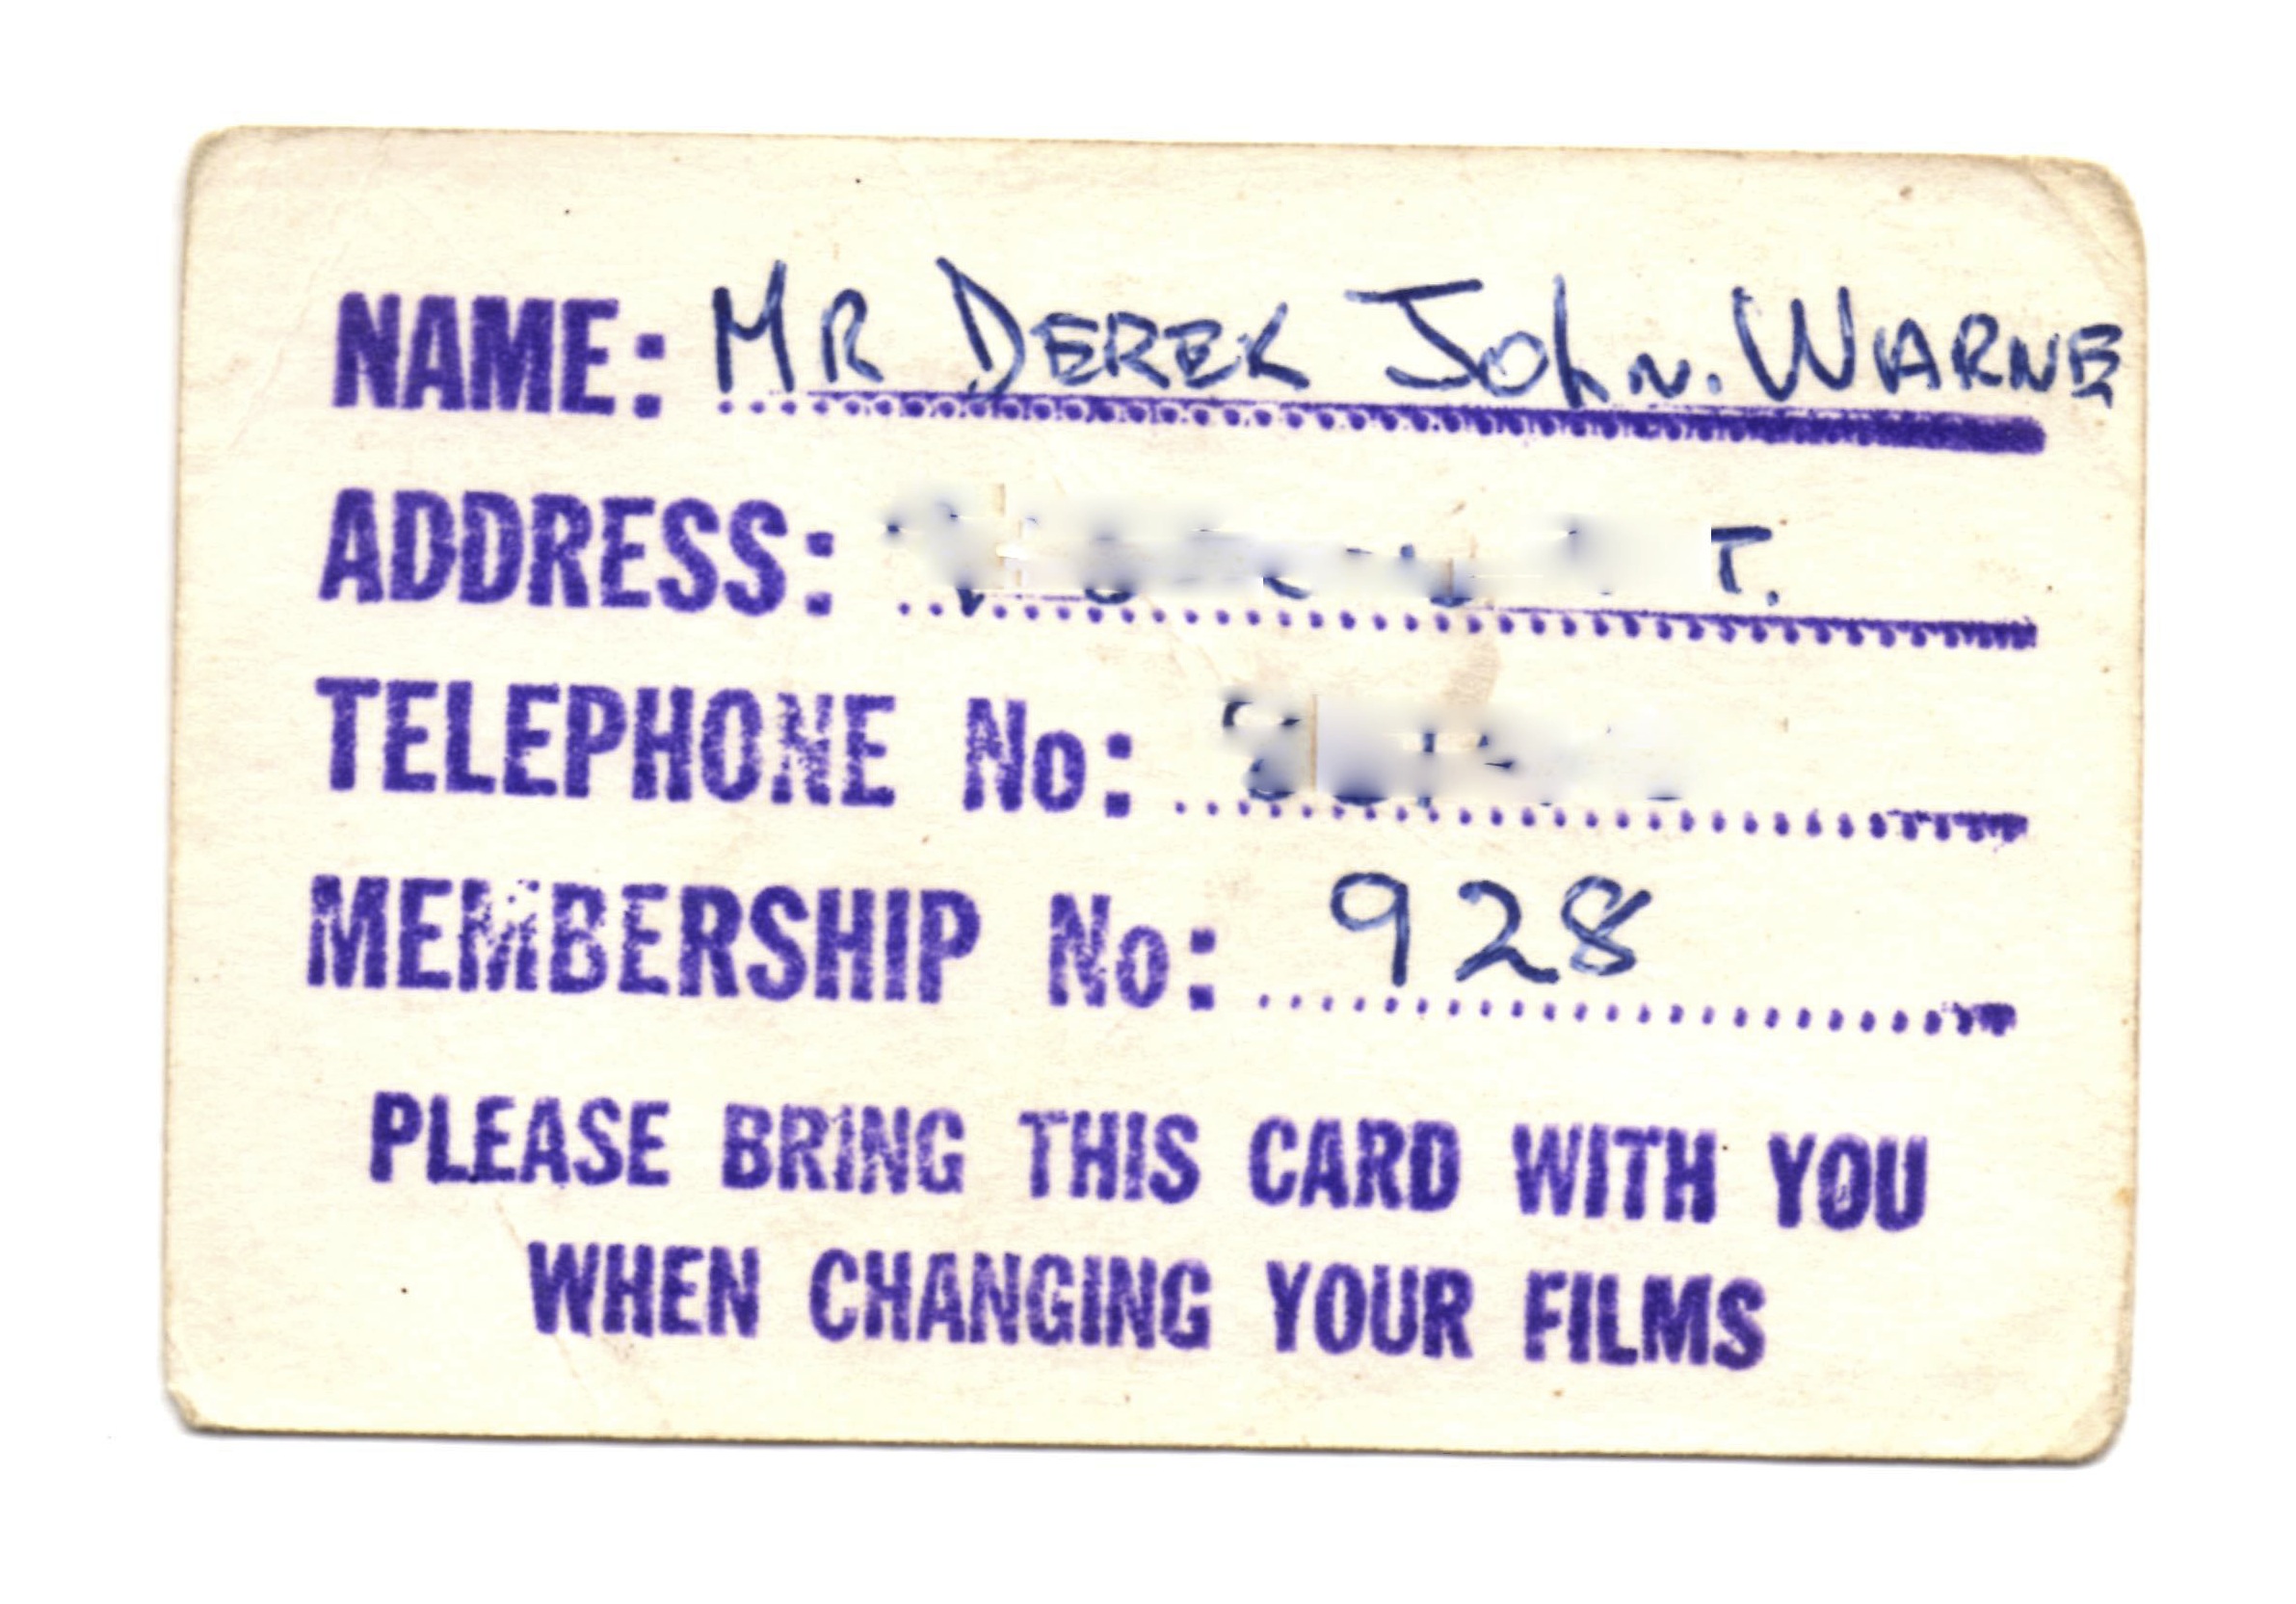 NAME: MR DEREK JOHN. WARNE
ADDRESS: T.
TELEPHONE No:
MEMBERSHIP No: 928
PLEASE BRING THIS CARD WITH YOU
WHEN CHANGING YOUR FILMS